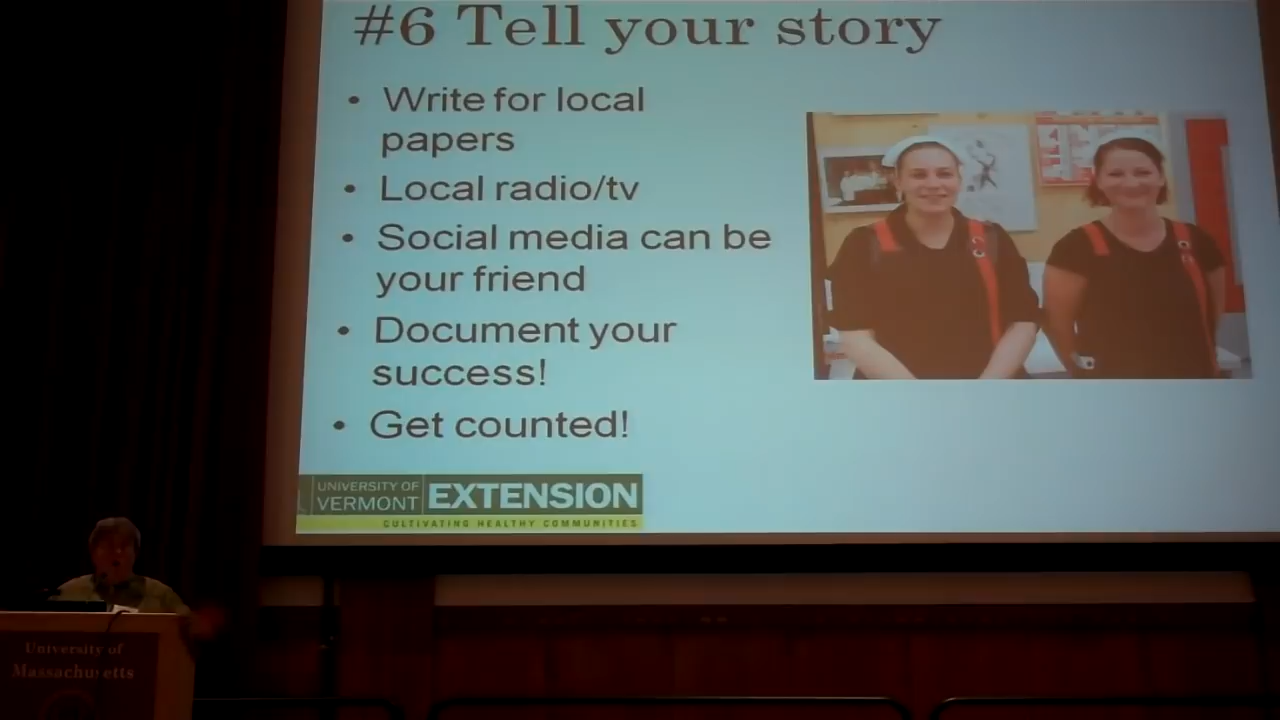 #6 Tell your story
• Write for local
papers
• Local radio/tv
• Social media can be
your friend
• Document your
success!
• Get counted!
UNIVERSITY OF
VERMONT
EXTENSION
CULTIVATING HEALTHY COMMUNITIES
University of
Massachusetts